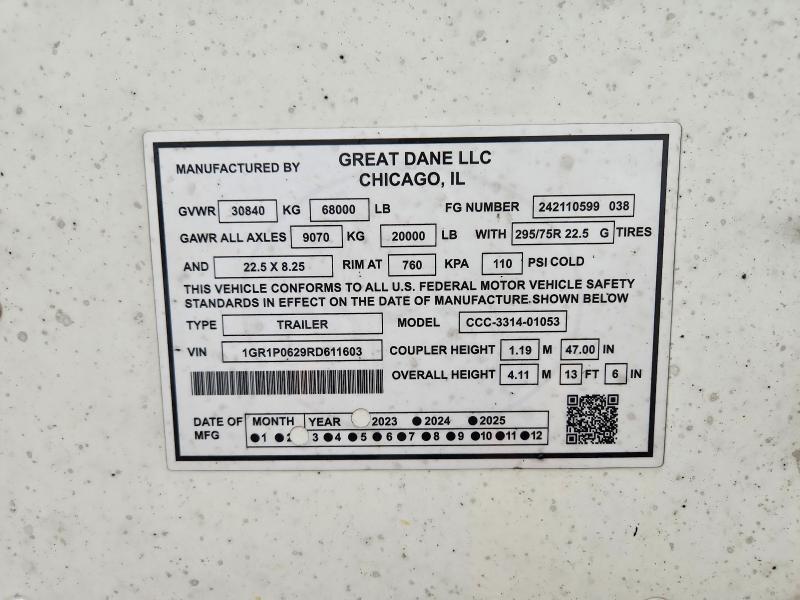 MANUFACTURED BY GREAT DANE LLC
CHICAGO, IL
GVWR 30840 KG 68000 LB FG NUMBER 242110599 038
GAWR ALL AXLES 9070 KG 20000 LB WITH 295/75R 22.5 G TIRES
AND 22.5 X 8.25 RIM AT 760 KPA 110 PSI COLD
THIS VEHICLE CONFORMS TO ALL U.S. FEDERAL MOTOR VEHICLE SAFETY
STANDARDS IN EFFECT ON THE DATE OF MANUFACTURE SHOWN BELOW
TYPE TRAILER MODEL CCC-3314-01053
VIN 1GR1P0629RD611603 COUPLER HEIGHT 1.19 M 47.00 IN
OVERALL HEIGHT 4.11 M 13 FT 6 IN
DATE OF MFG
MONTH YEAR 2023 2024 2025
1 2 3 4 5 6 7 8 9 10 11 12